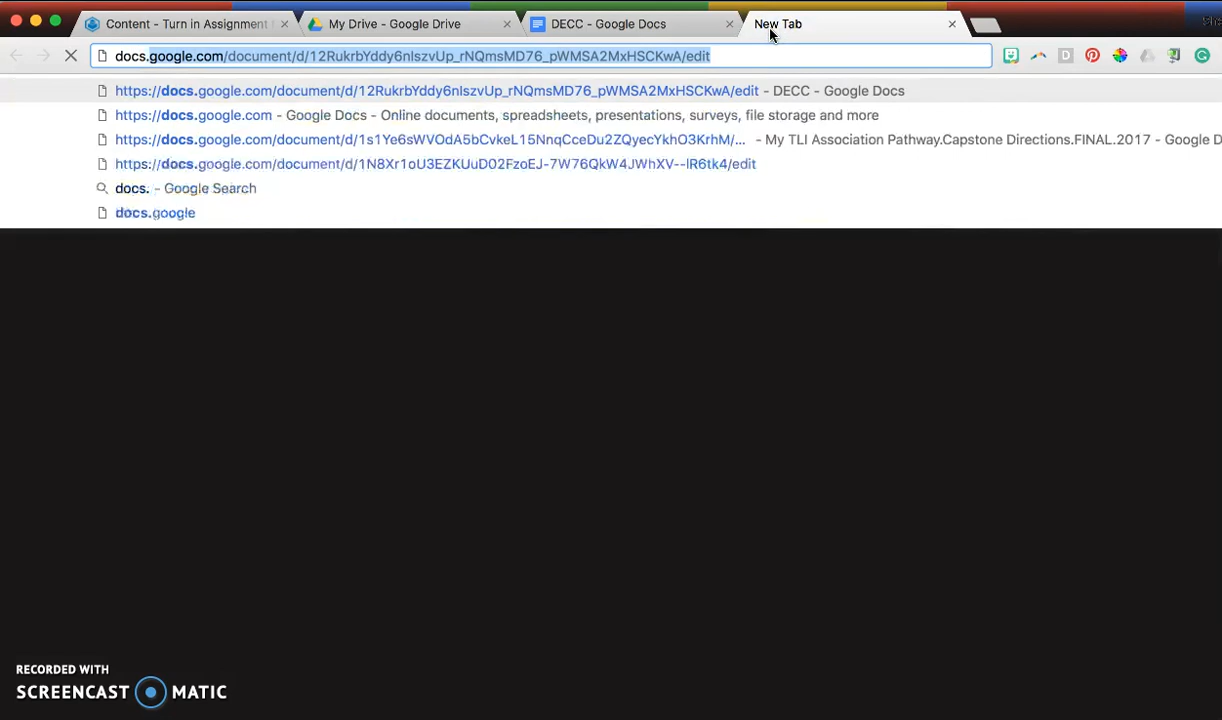 Content - Turn in Assignment
My Drive - Google Drive
DECC - Google Docs
New Tab
docs.google.com/document/d/12RukrbYddy6nlszvUp_rNQmsMD76_pWMSA2MxHSCKwA/edit
https://docs.google.com/document/d/12RukrbYddy6nlszvUp_rNQmsMD76_pWMSA2MxHSCKwA/edit - DECC - Google Docs
https://docs.google.com - Google Docs - Online documents, spreadsheets, presentations, surveys, file storage and more
https://docs.google.com/document/d/1s1Ye6sWVOdA5bCvkeL15NnqCceDu2ZQyecYkhO3KrhM/... - My TLI Association Pathway.Capstone Directions.FINAL.2017 - Google D
https://docs.google.com/document/d/1N8Xr1oU3EZKUuD02FzoEJ-7W76QkW4JWhXV--lR6tk4/edit
docs. - Google Search
docs.google
RECORDED WITH
SCREENCAST MATIC